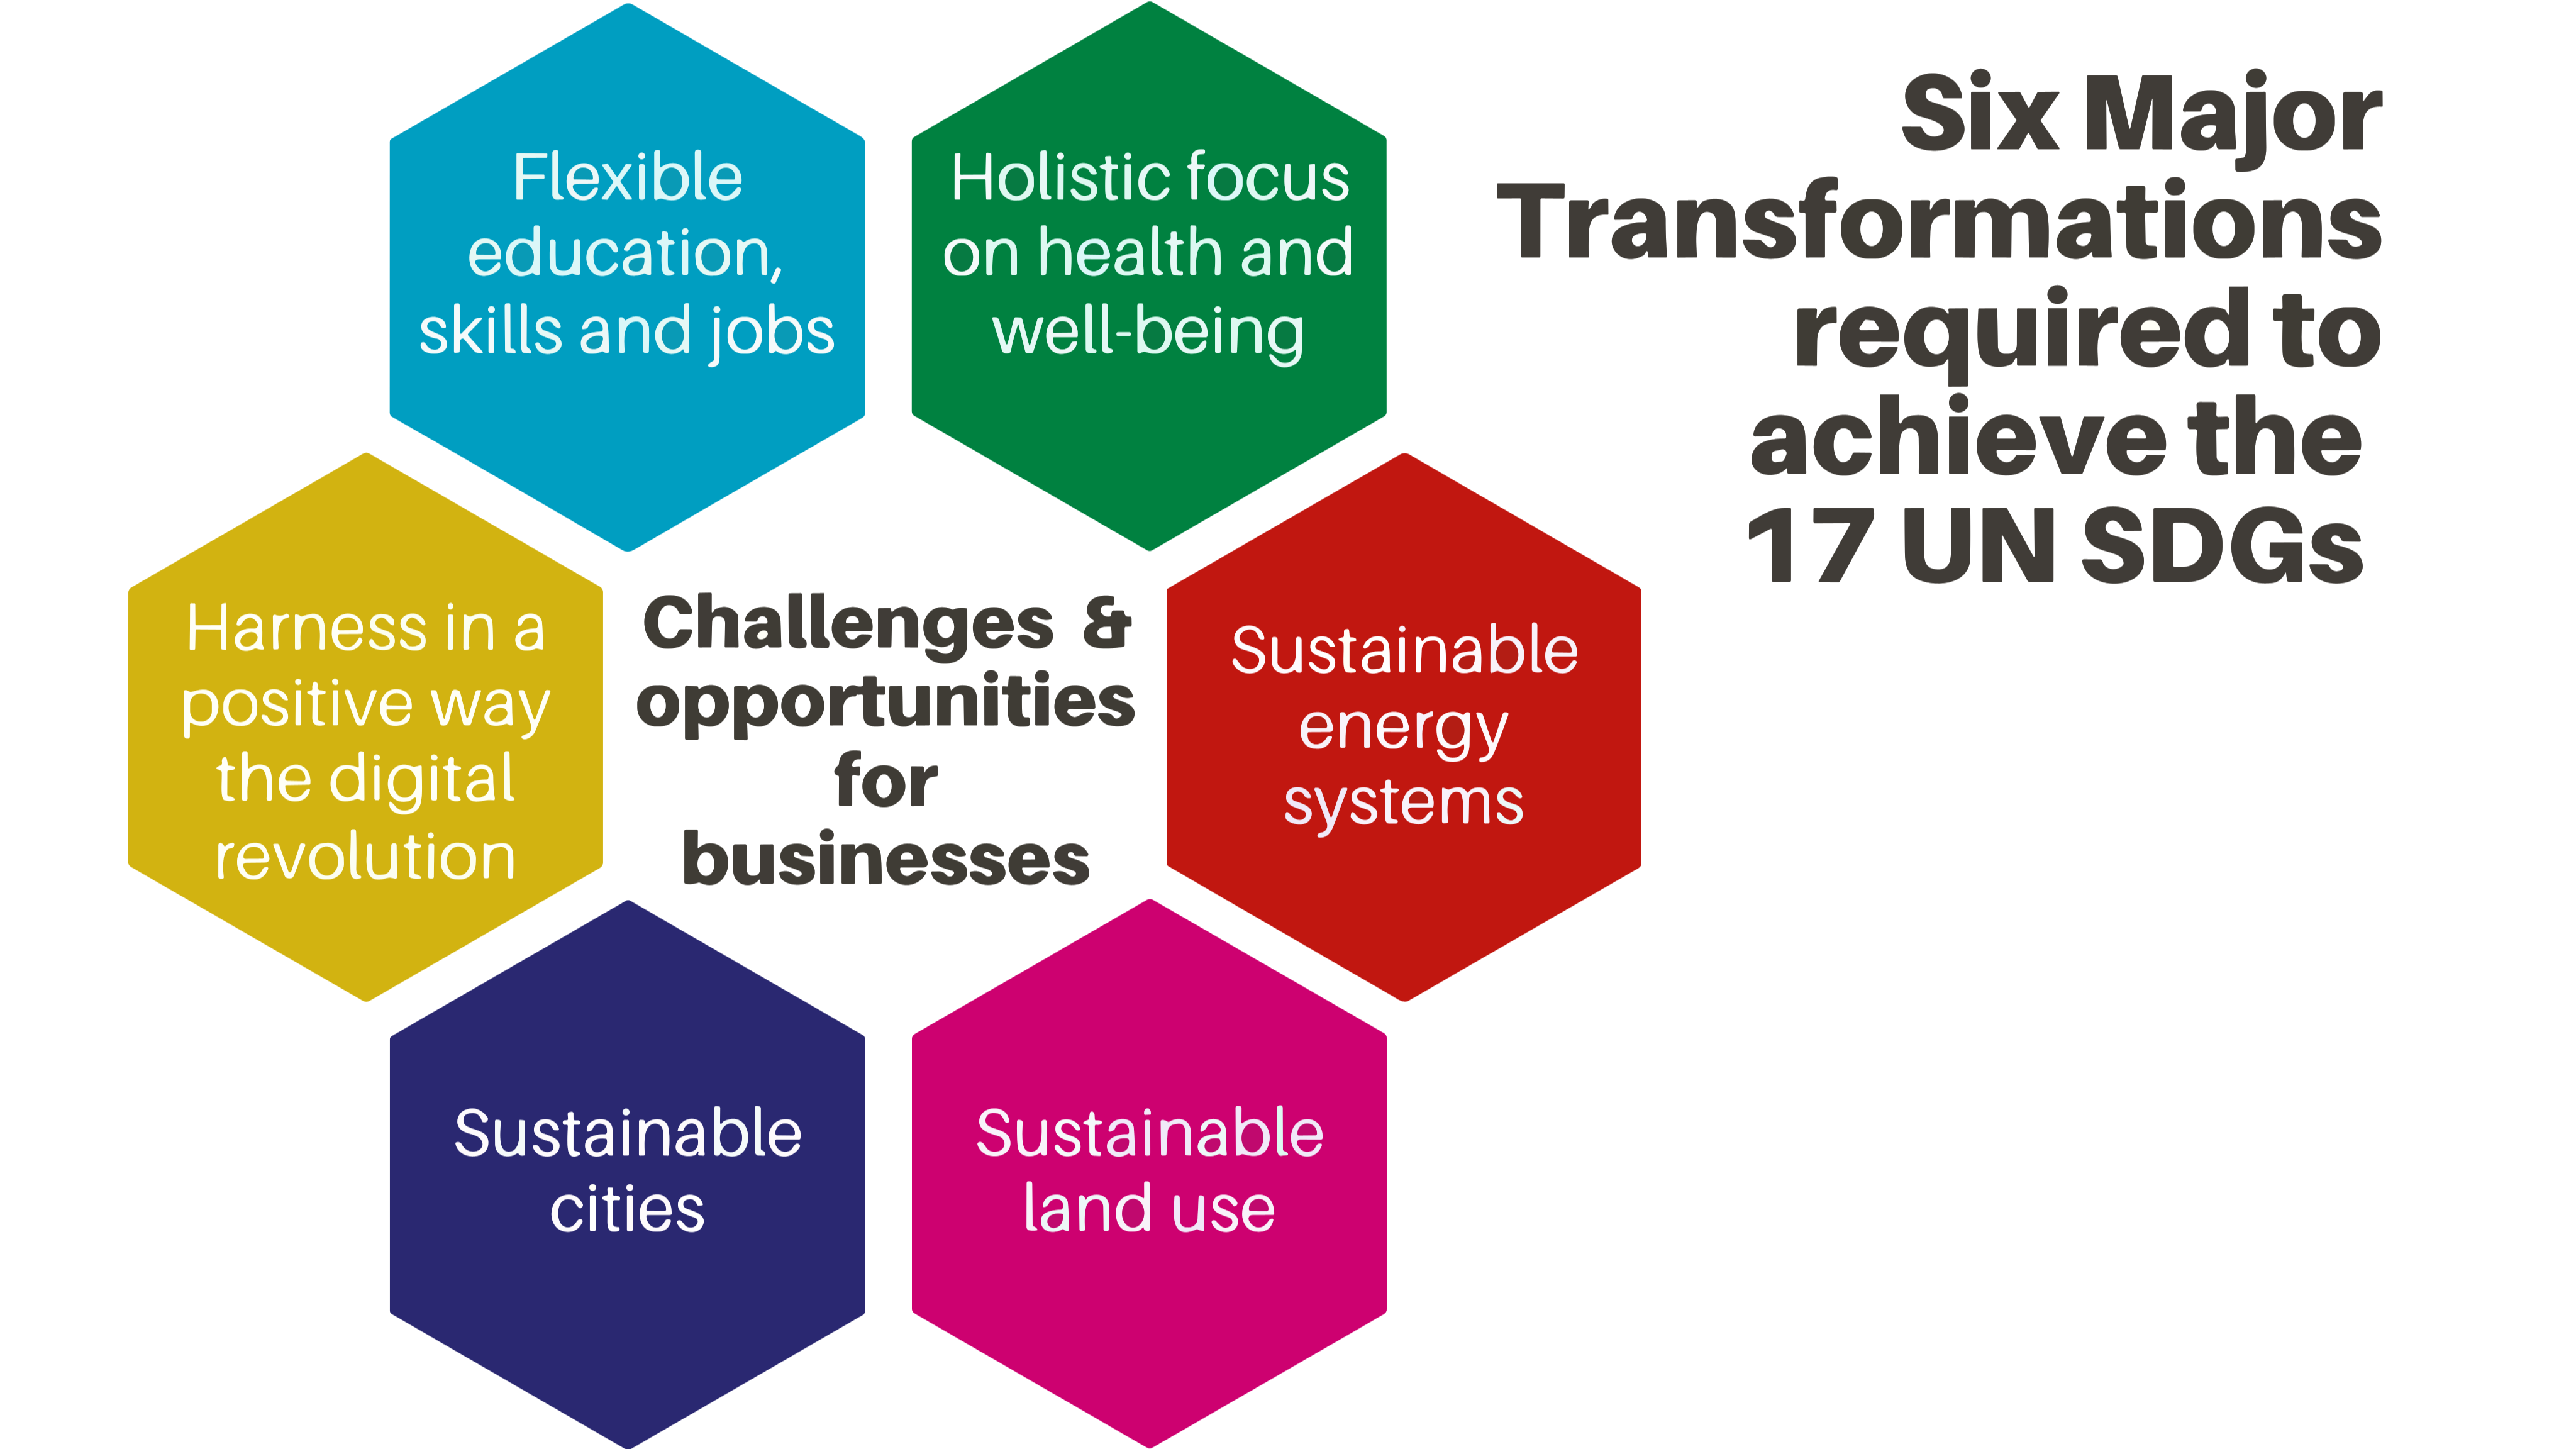 Six Major
Transformations
required to
achieve the
17 UN SDGs
Flexible
education,
skills and jobs
Holistic focus
on health and
well-being
Harness in a
positive way
the digital
revolution
Challenges &
opportunities
for
businesses
Sustainable
energy
systems
Sustainable
cities
Sustainable
land use